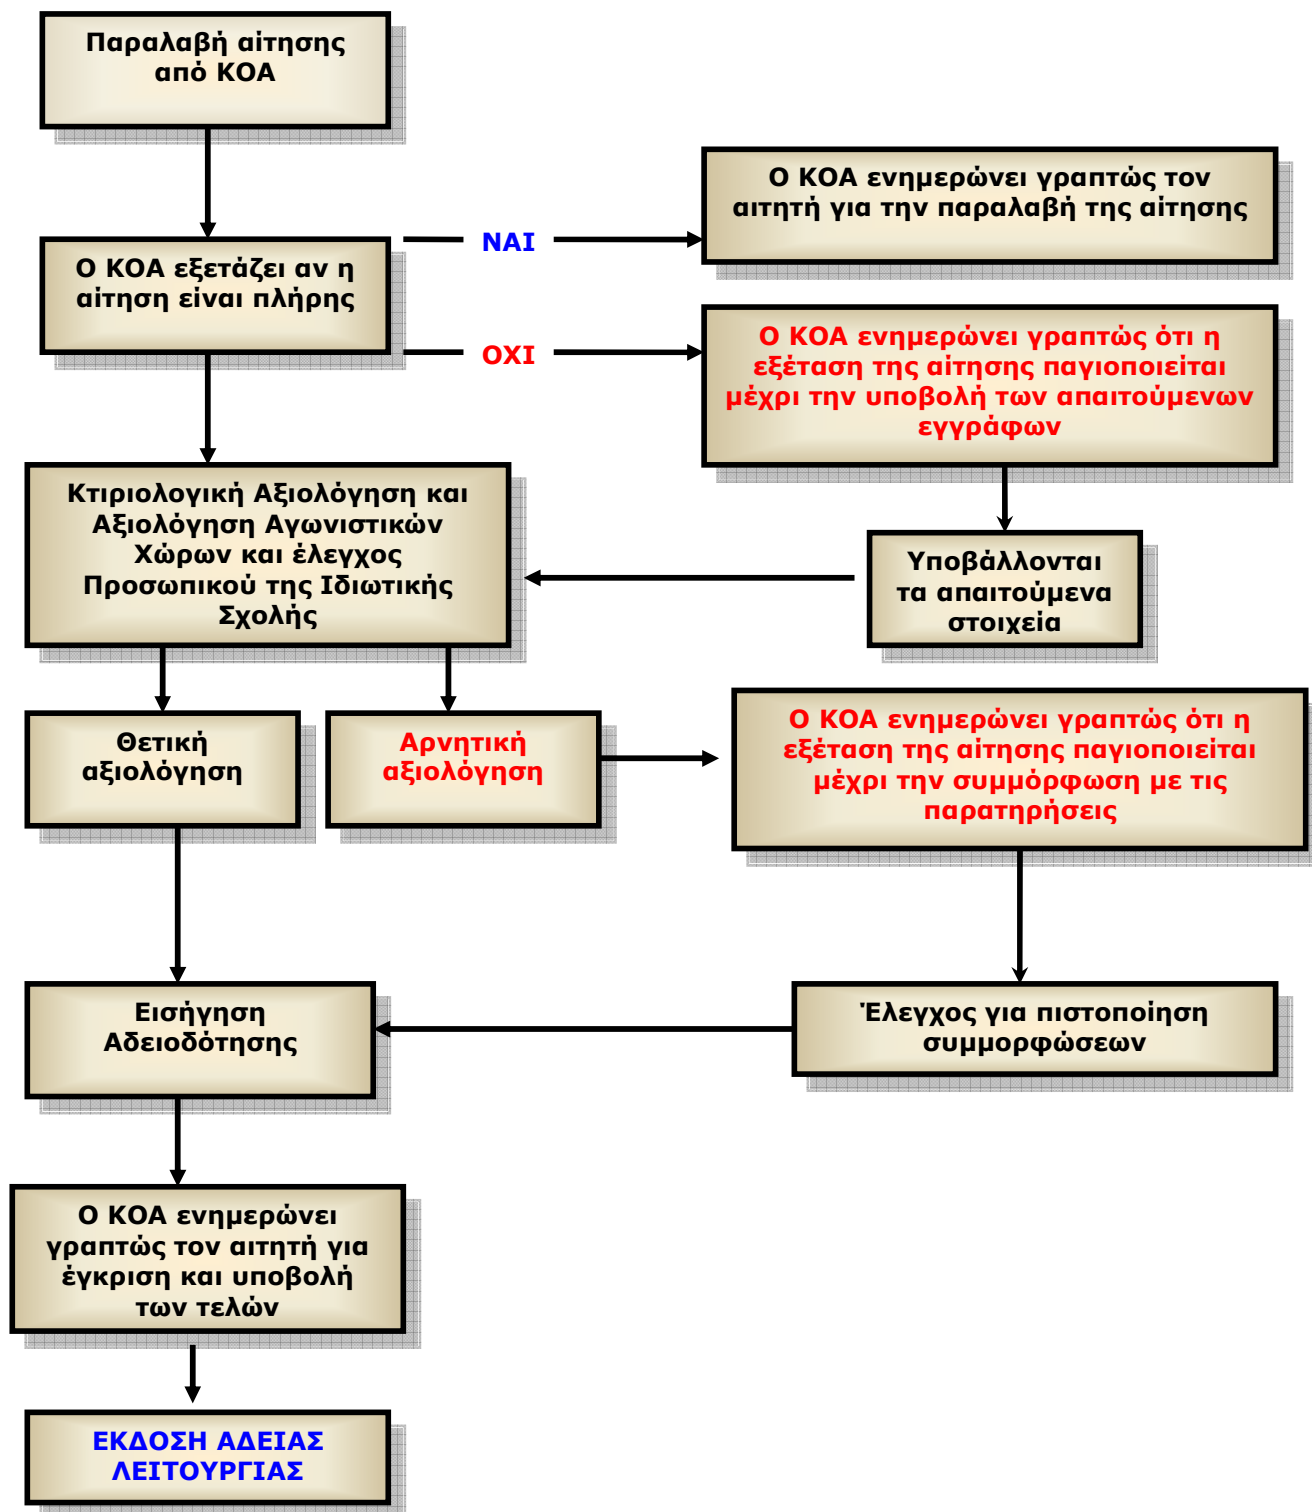 Παραλαβή αίτησης
από ΚΟΑ
Ο ΚΟΑ ενημερώνει γραπτώς τον
αιτητή για την παραλαβή της αίτησης
ΝΑΙ
Ο ΚΟΑ εξετάζει αν η
αίτηση είναι πλήρης
ΟΧΙ
Ο ΚΟΑ ενημερώνει γραπτώς ότι η
εξέταση της αίτησης παγιοποιείται
μέχρι την υποβολή των απαιτούμενων
εγγράφων
Κτιριολογική Αξιολόγηση και
Αξιολόγηση Αγωνιστικών
Χώρων και έλεγχος
Προσωπικού της Ιδιωτικής
Σχολής
Υποβάλλονται
τα απαιτούμενα
στοιχεία
Θετική
αξιολόγηση
Αρνητική
αξιολόγηση
Ο ΚΟΑ ενημερώνει γραπτώς ότι η
εξέταση της αίτησης παγιοποιείται
μέχρι την συμμόρφωση με τις
παρατηρήσεις
Εισήγηση
Αδειοδότησης
Έλεγχος για πιστοποίηση
συμμορφώσεων
Ο ΚΟΑ ενημερώνει
γραπτώς τον αιτητή για
έγκριση και υποβολή
των τελών
ΕΚΔΟΣΗ ΑΔΕΙΑΣ
ΛΕΙΤΟΥΡΓΙΑΣ